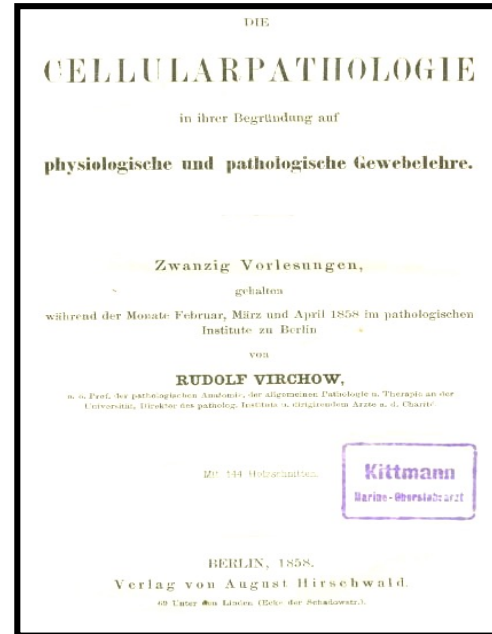 DIE
CELLULARPATHOLOGIE
in ihrer Begründung auf
physiologische und pathologische Gewebelehre.
Zwanzig Vorlesungen,
gehalten
während der Monate Februar, März und April 1858 im pathologischen
Institute zu Berlin
von
RUDOLF VIRCHOW,
a. o. Prof. der pathologischen Anatomie, der allgemeinen Pathologie u. Therapie an der
Universität, Direktor des patholog. Instituts u. dirigirendem Arzte a. d. Charité.
Mit 144 Holzschnitten.
Kittmann
Marine-Oberstabsarzt
BERLIN, 1858.
Verlag von August Hirschwald.
69 Unter den Linden (Ecke der Schadowstr.).